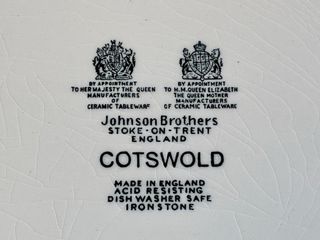 BY APPOINTMENT
TO HER MAJESTY THE QUEEN
MANUFACTURERS
OF
CERAMIC TABLEWARE
BY APPOINTMENT
TO H.M. QUEEN ELIZABETH
THE QUEEN MOTHER
MANUFACTURERS
OF CERAMIC TABLEWARE
Johnson Brothers
STOKE-ON-TRENT
ENGLAND
COTSWOLD
MADE IN ENGLAND
ACID RESISTING
DISH WASHER SAFE
IRONSTONE